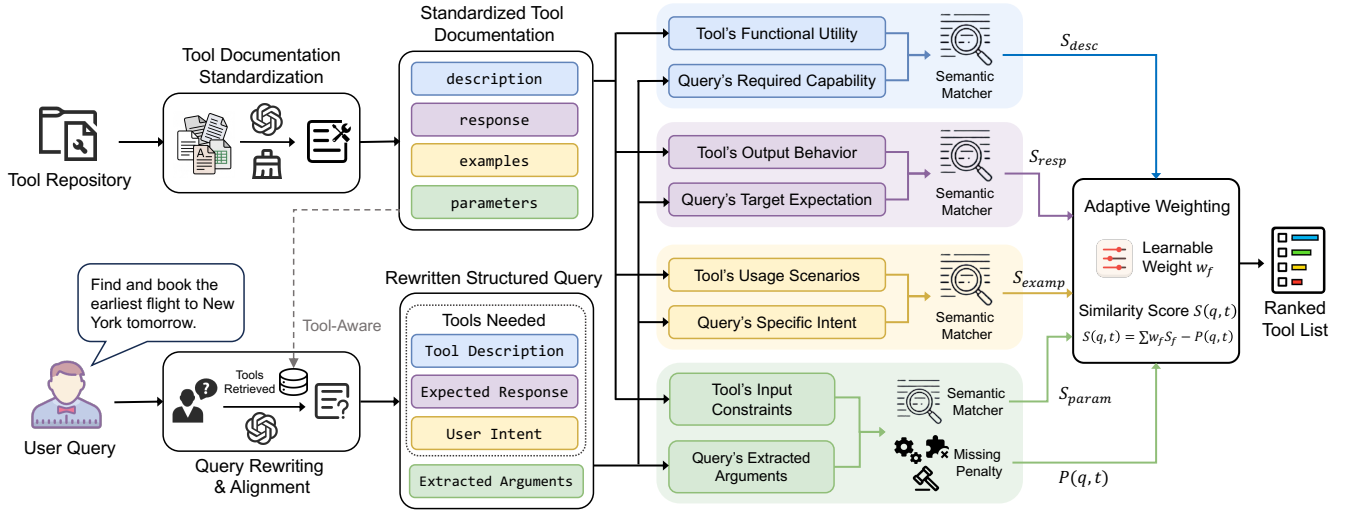 Tool Repository
Tool Documentation
Standardization
Standardized Tool
Documentation
description
response
examples
parameters
Find and book the
earliest flight to New
York tomorrow.
User Query
Tool-Aware
Tools
Retrieved
Query Rewriting
& Alignment
Rewritten Structured Query
Tools Needed
Tool Description
Expected Response
User Intent
Extracted Arguments
Tool's Functional Utility
Query's Required Capability
Semantic
Matcher
S_desc
Tool's Output Behavior
Query's Target Expectation
Semantic
Matcher
S_resp
Tool's Usage Scenarios
Query's Specific Intent
Semantic
Matcher
S_examp
Tool's Input
Constraints
Query's Extracted
Arguments
Semantic
Matcher
Missing
Penalty
S_param
P(q, t)
Adaptive Weighting
Learnable
Weight w_f
Similarity Score S(q, t)
S(q, t) = ∑w_f S_f − P(q, t)
Ranked
Tool List